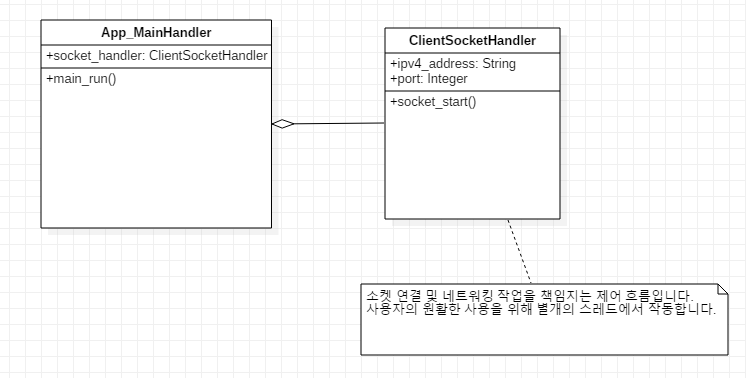 App_MainHandler
+socket_handler: ClientSocketHandler
+main_run()
ClientSocketHandler
+ipv4_address: String
+port: Integer
+socket_start()
소켓 연결 및 네트워킹 작업을 책임지는 제어 흐름입니다.
사용자의 원활한 사용을 위해 별개의 스레드에서 작동합니다.